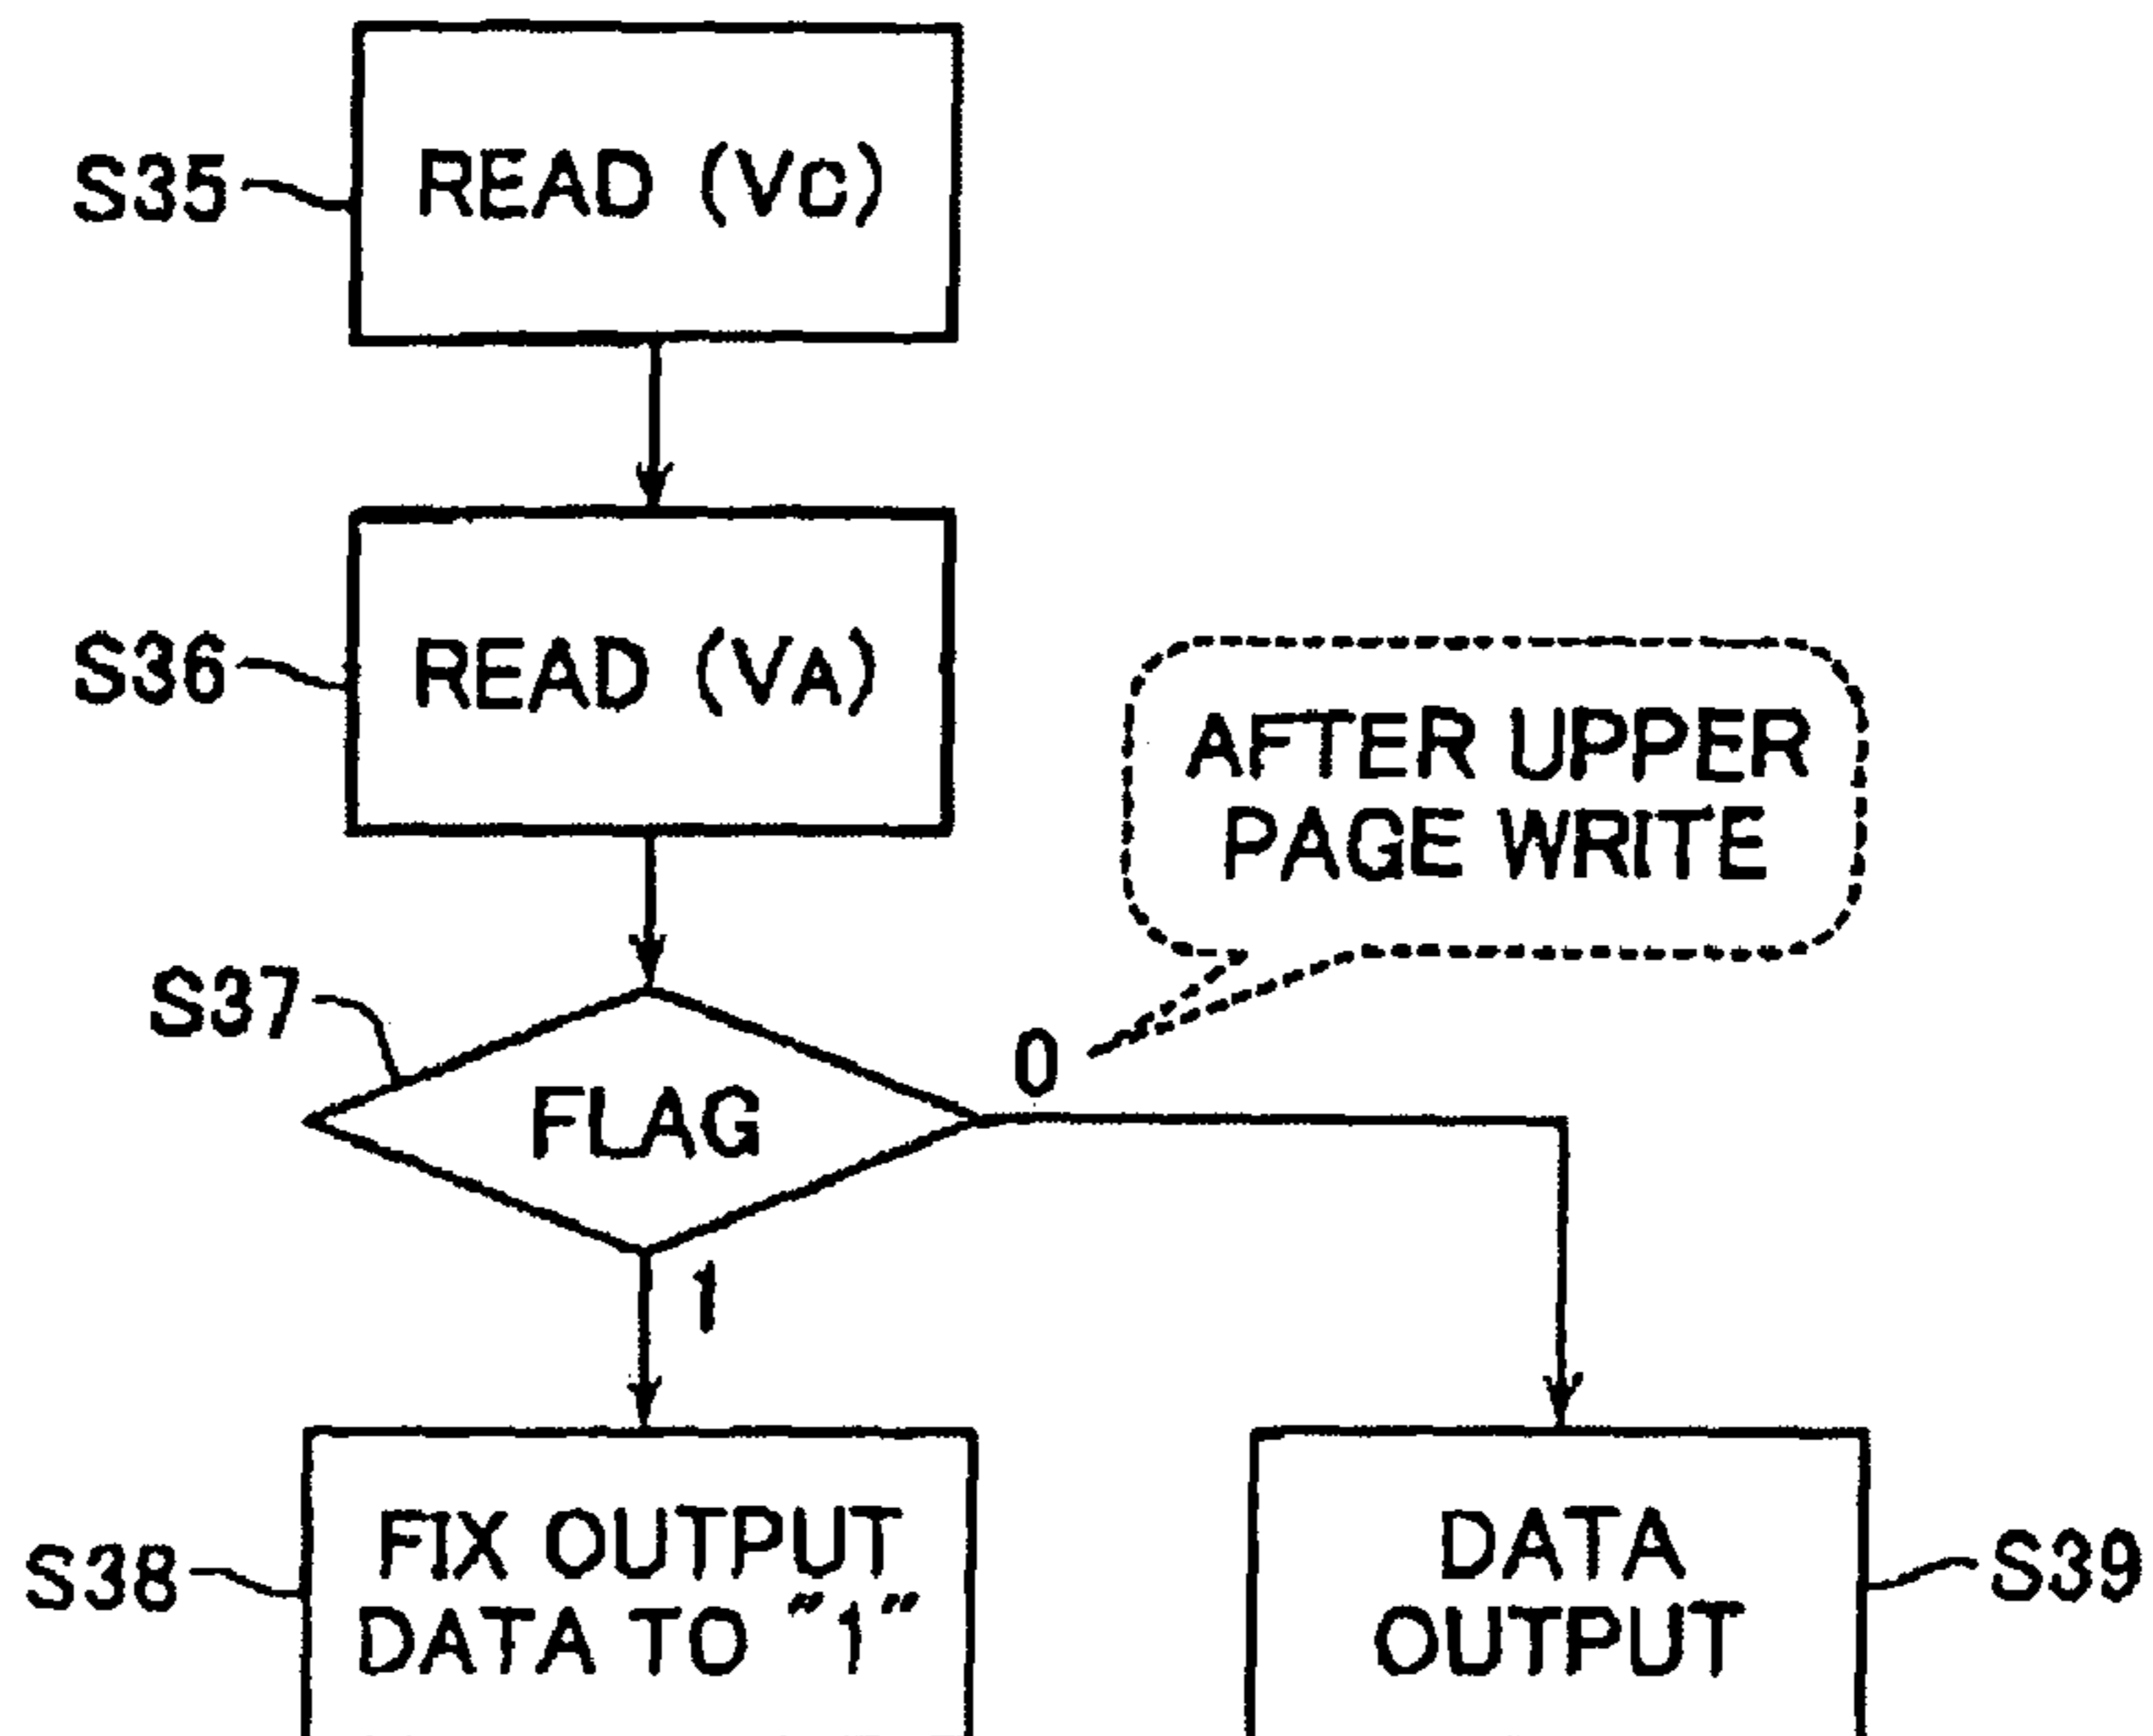 S35
READ (VC)
S36
READ (VA)
AFTER UPPER
PAGE WRITE
S37
FLAG
0
1
S38
FIX OUTPUT
DATA TO "1"
DATA
OUTPUT
S39